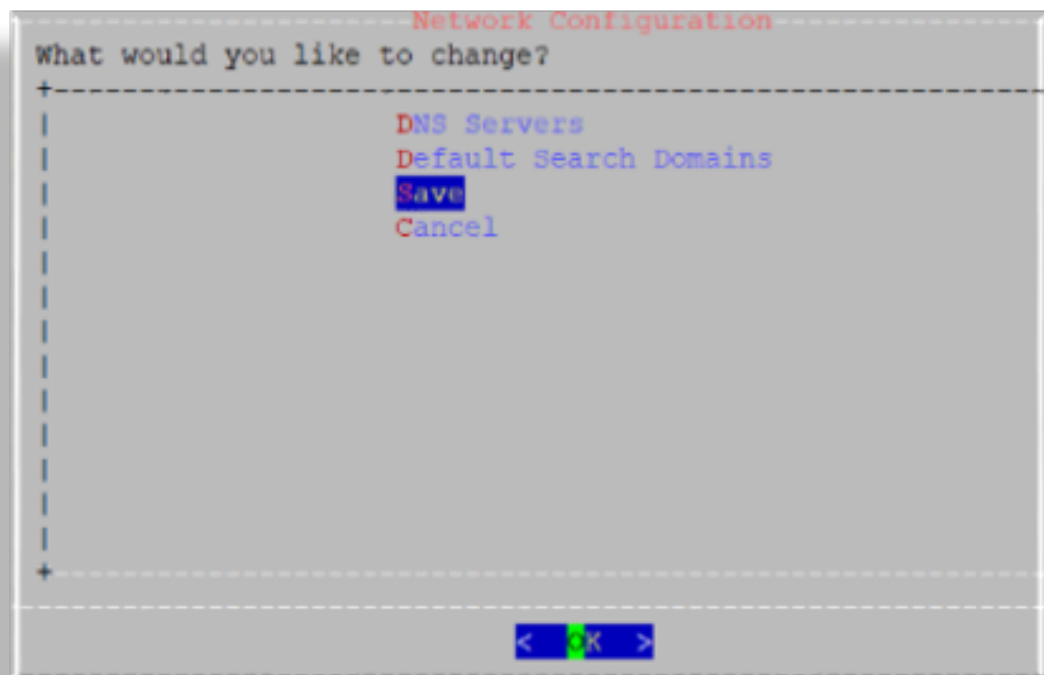 Network Configuration
What would you like to change?
DNS Servers
Default Search Domains
Save
Cancel
< OK >